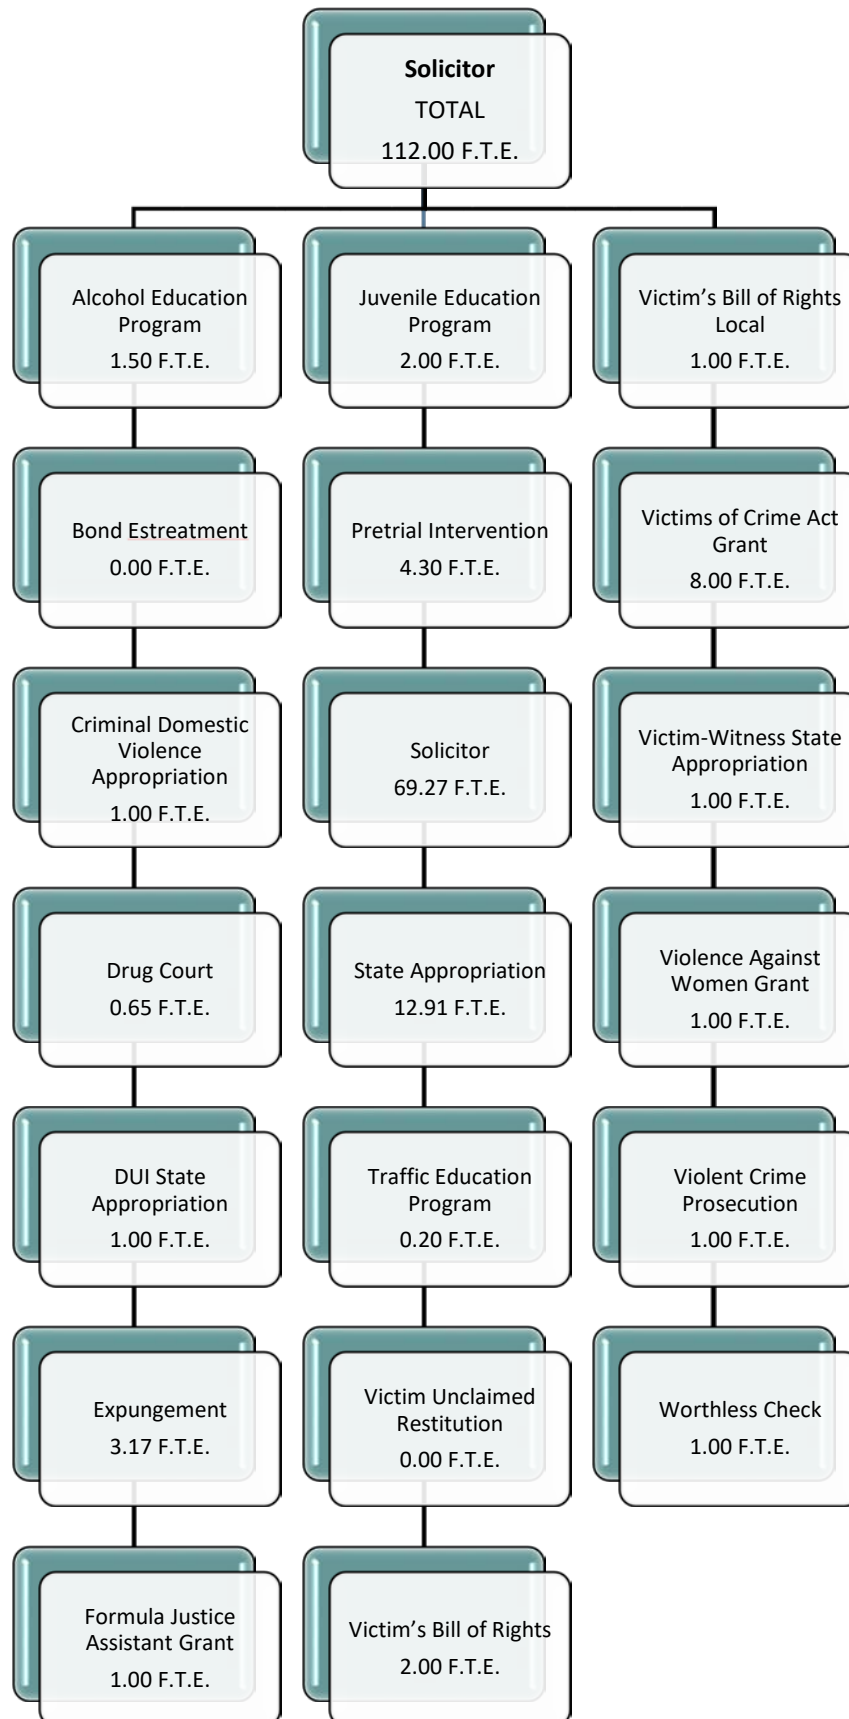 Solicitor
TOTAL
112.00 F.T.E.
Alcohol Education
Program
1.50 F.T.E.
Juvenile Education
Program
2.00 F.T.E.
Victim’s Bill of Rights
Local
1.00 F.T.E.
Bond Estreatment
0.00 F.T.E.
Pretrial Intervention
4.30 F.T.E.
Victims of Crime Act
Grant
8.00 F.T.E.
Criminal Domestic
Violence
Appropriation
1.00 F.T.E.
Solicitor
69.27 F.T.E.
Victim-Witness State
Appropriation
1.00 F.T.E.
Drug Court
0.65 F.T.E.
State Appropriation
12.91 F.T.E.
Violence Against
Women Grant
1.00 F.T.E.
DUI State
Appropriation
1.00 F.T.E.
Traffic Education
Program
0.20 F.T.E.
Violent Crime
Prosecution
1.00 F.T.E.
Expungement
3.17 F.T.E.
Victim Unclaimed
Restitution
0.00 F.T.E.
Worthless Check
1.00 F.T.E.
Formula Justice
Assistant Grant
1.00 F.T.E.
Victim’s Bill of Rights
2.00 F.T.E.